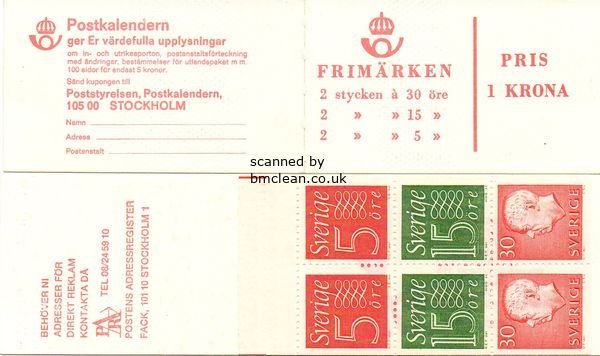 Postkalendern
ger Er värdefulla upplysningar
om in- och utrikesporton, postanstaltsförteckning
med ändringar, bestämmelser för utlandspaket m m.
100 sidor för endast 5 kronor.
Sänd kupongen till
Poststyrelsen, Postkalendern,
105 00 STOCKHOLM
Namn
Adress
Postanstalt
FRIMÄRKEN
2 stycken à 30 öre
2 » » 15 »
2 » » 5 »
PRIS
1 KRONA
scanned by
bmclean.co.uk
BEHÖVER NI
ADRESSER FÖR
DIREKT REKLAM
KONTAKTA DÅ
PAR
TEL 08/24 59 10
POSTENS ADRESSREGISTER
FACK, 101 10 STOCKHOLM 1
Sverige 5 öre
Sverige 15 öre
30 SVERIGE
Sverige 5 öre
Sverige 15 öre
30 SVERIGE